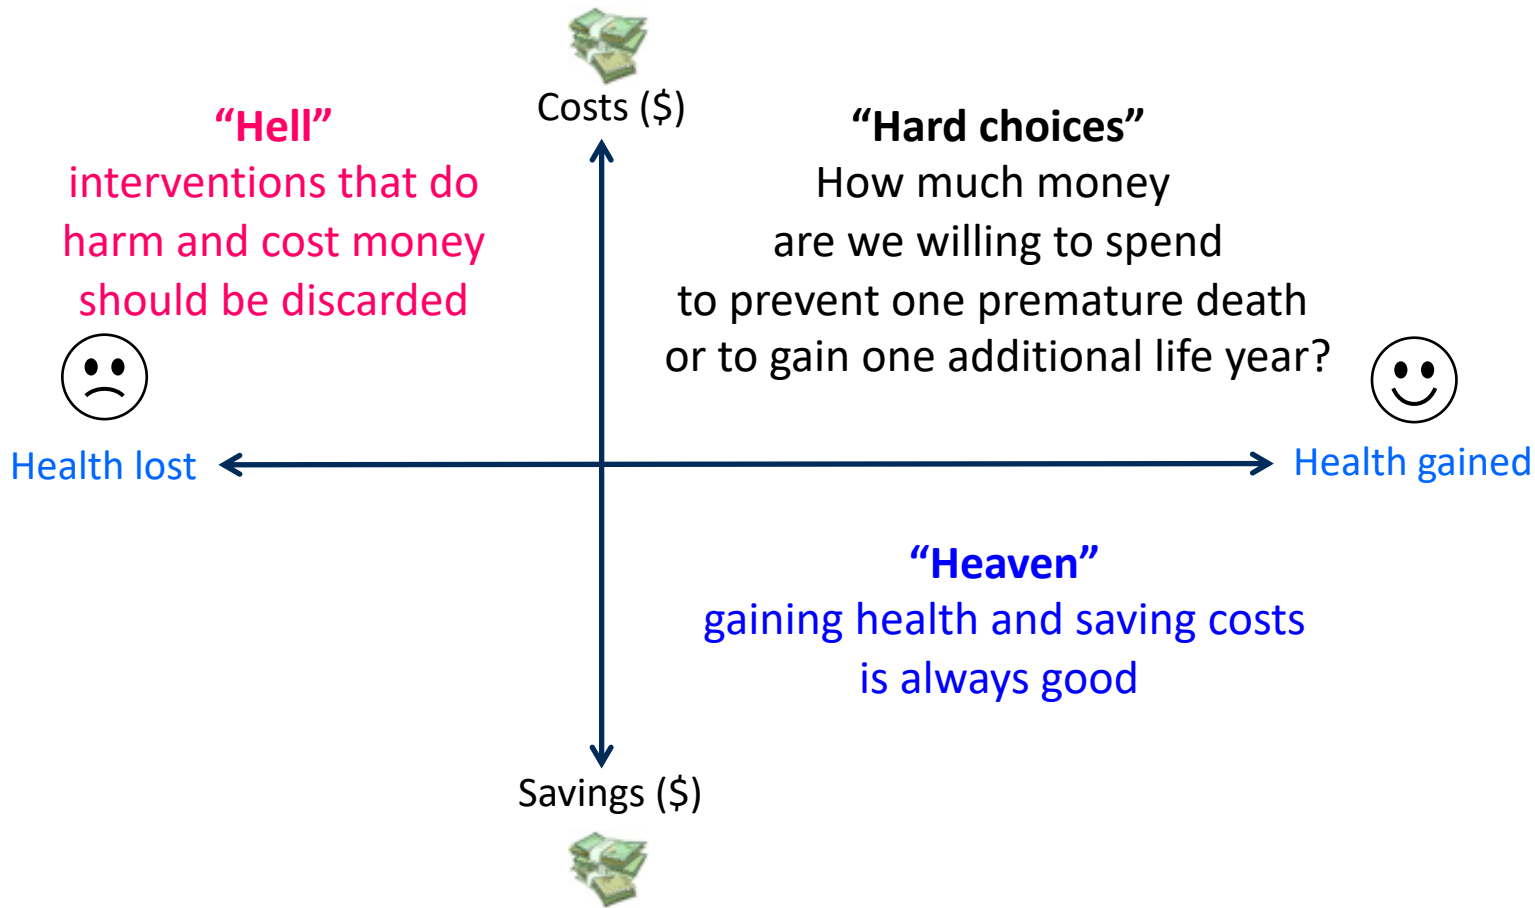 Costs ($)
“Hell”
interventions that do
harm and cost money
should be discarded
“Hard choices”
How much money
are we willing to spend
to prevent one premature death
or to gain one additional life year?
Health lost
Health gained
“Heaven”
gaining health and saving costs
is always good
Savings ($)